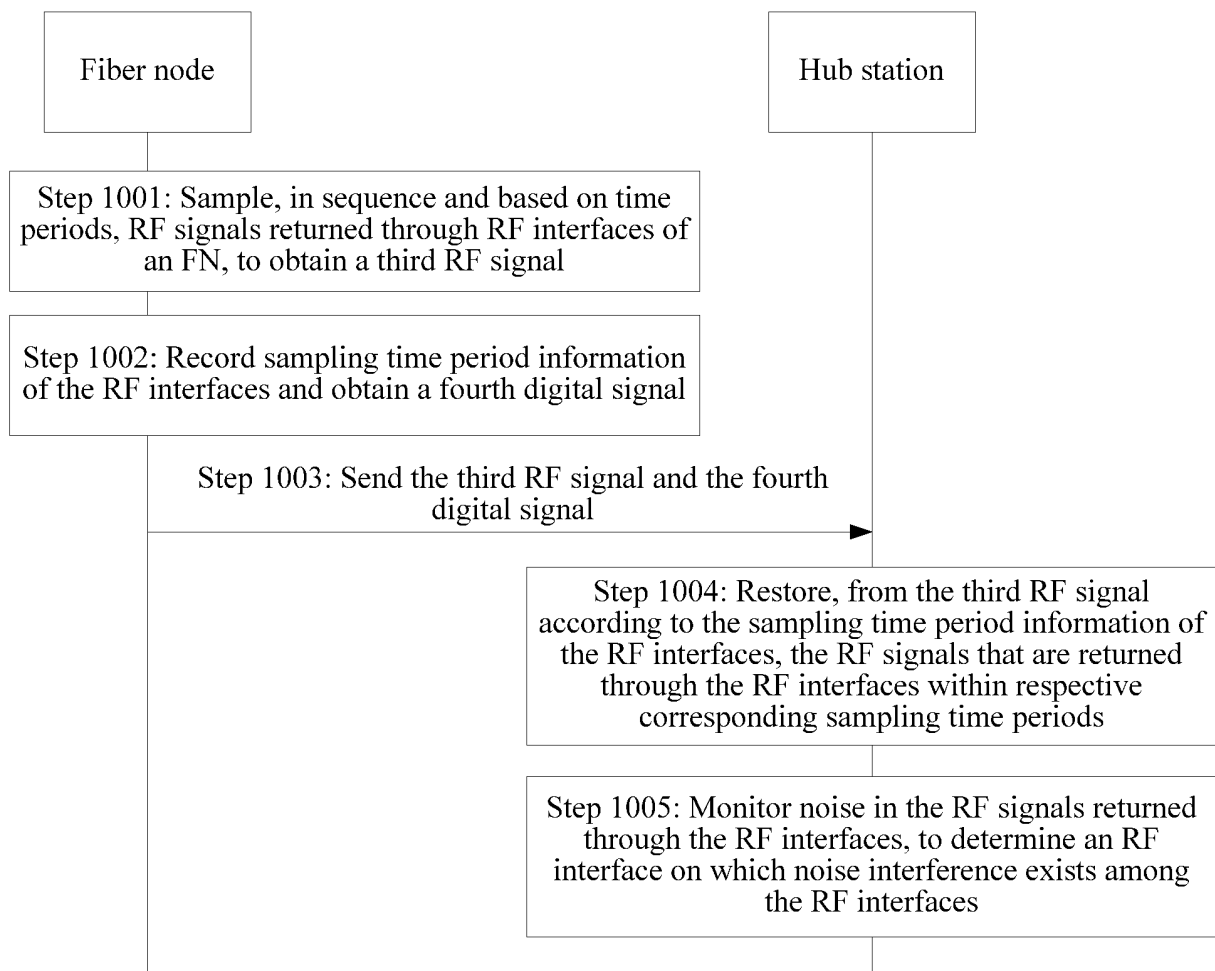 Fiber node
Hub station
Step 1001: Sample, in sequence and based on time
periods, RF signals returned through RF interfaces of
an FN, to obtain a third RF signal
Step 1002: Record sampling time period information
of the RF interfaces and obtain a fourth digital signal
Step 1003: Send the third RF signal and the fourth
digital signal
Step 1004: Restore, from the third RF signal
according to the sampling time period information of
the RF interfaces, the RF signals that are returned
through the RF interfaces within respective
corresponding sampling time periods
Step 1005: Monitor noise in the RF signals returned
through the RF interfaces, to determine an RF
interface on which noise interference exists among
the RF interfaces